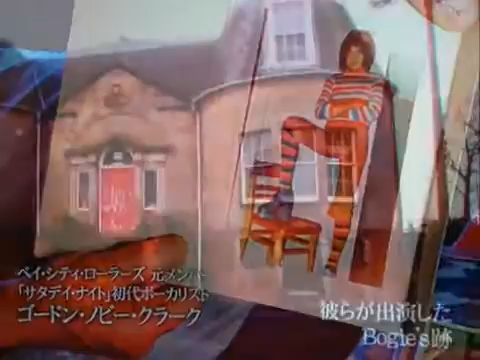 ベイ・シティ・ローラーズ 元メンバー
「サタデイ・ナイト」初代ボーカリスト
ゴードン・ノビー・クラーク
彼らが出演した
Bogie's跡